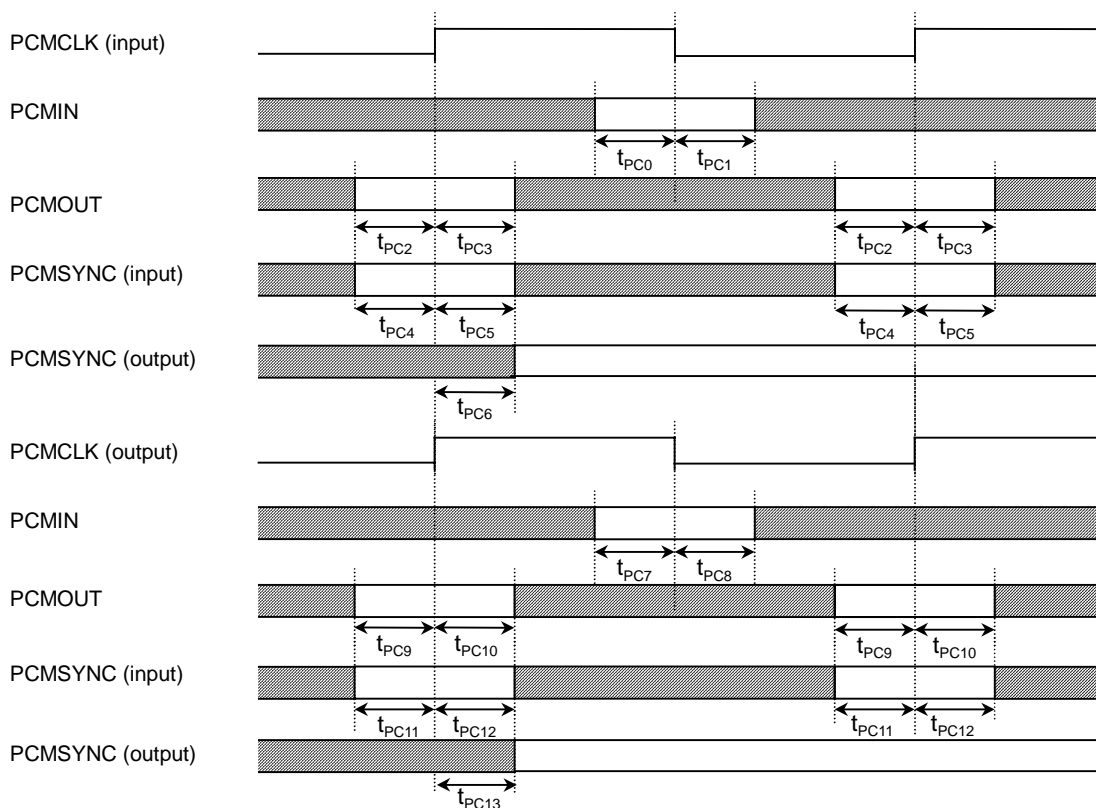 PCMCLK (input)
PCMIN
tPC0 tPC1
PCMOUT
tPC2 tPC3 tPC2 tPC3
PCMSYNC (input)
tPC4 tPC5 tPC4 tPC5
PCMSYNC (output)
tPC6
PCMCLK (output)
PCMIN
tPC7 tPC8
PCMOUT
tPC9 tPC10 tPC9 tPC10
PCMSYNC (input)
tPC11 tPC12 tPC11 tPC12
PCMSYNC (output)
tPC13